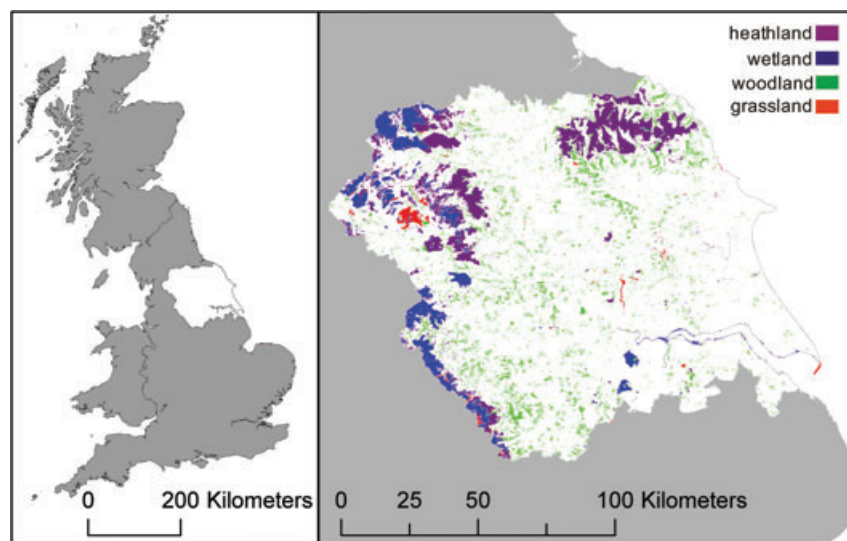 heathland
wetland
woodland
grassland
0 200 Kilometers
0 25 50 100 Kilometers